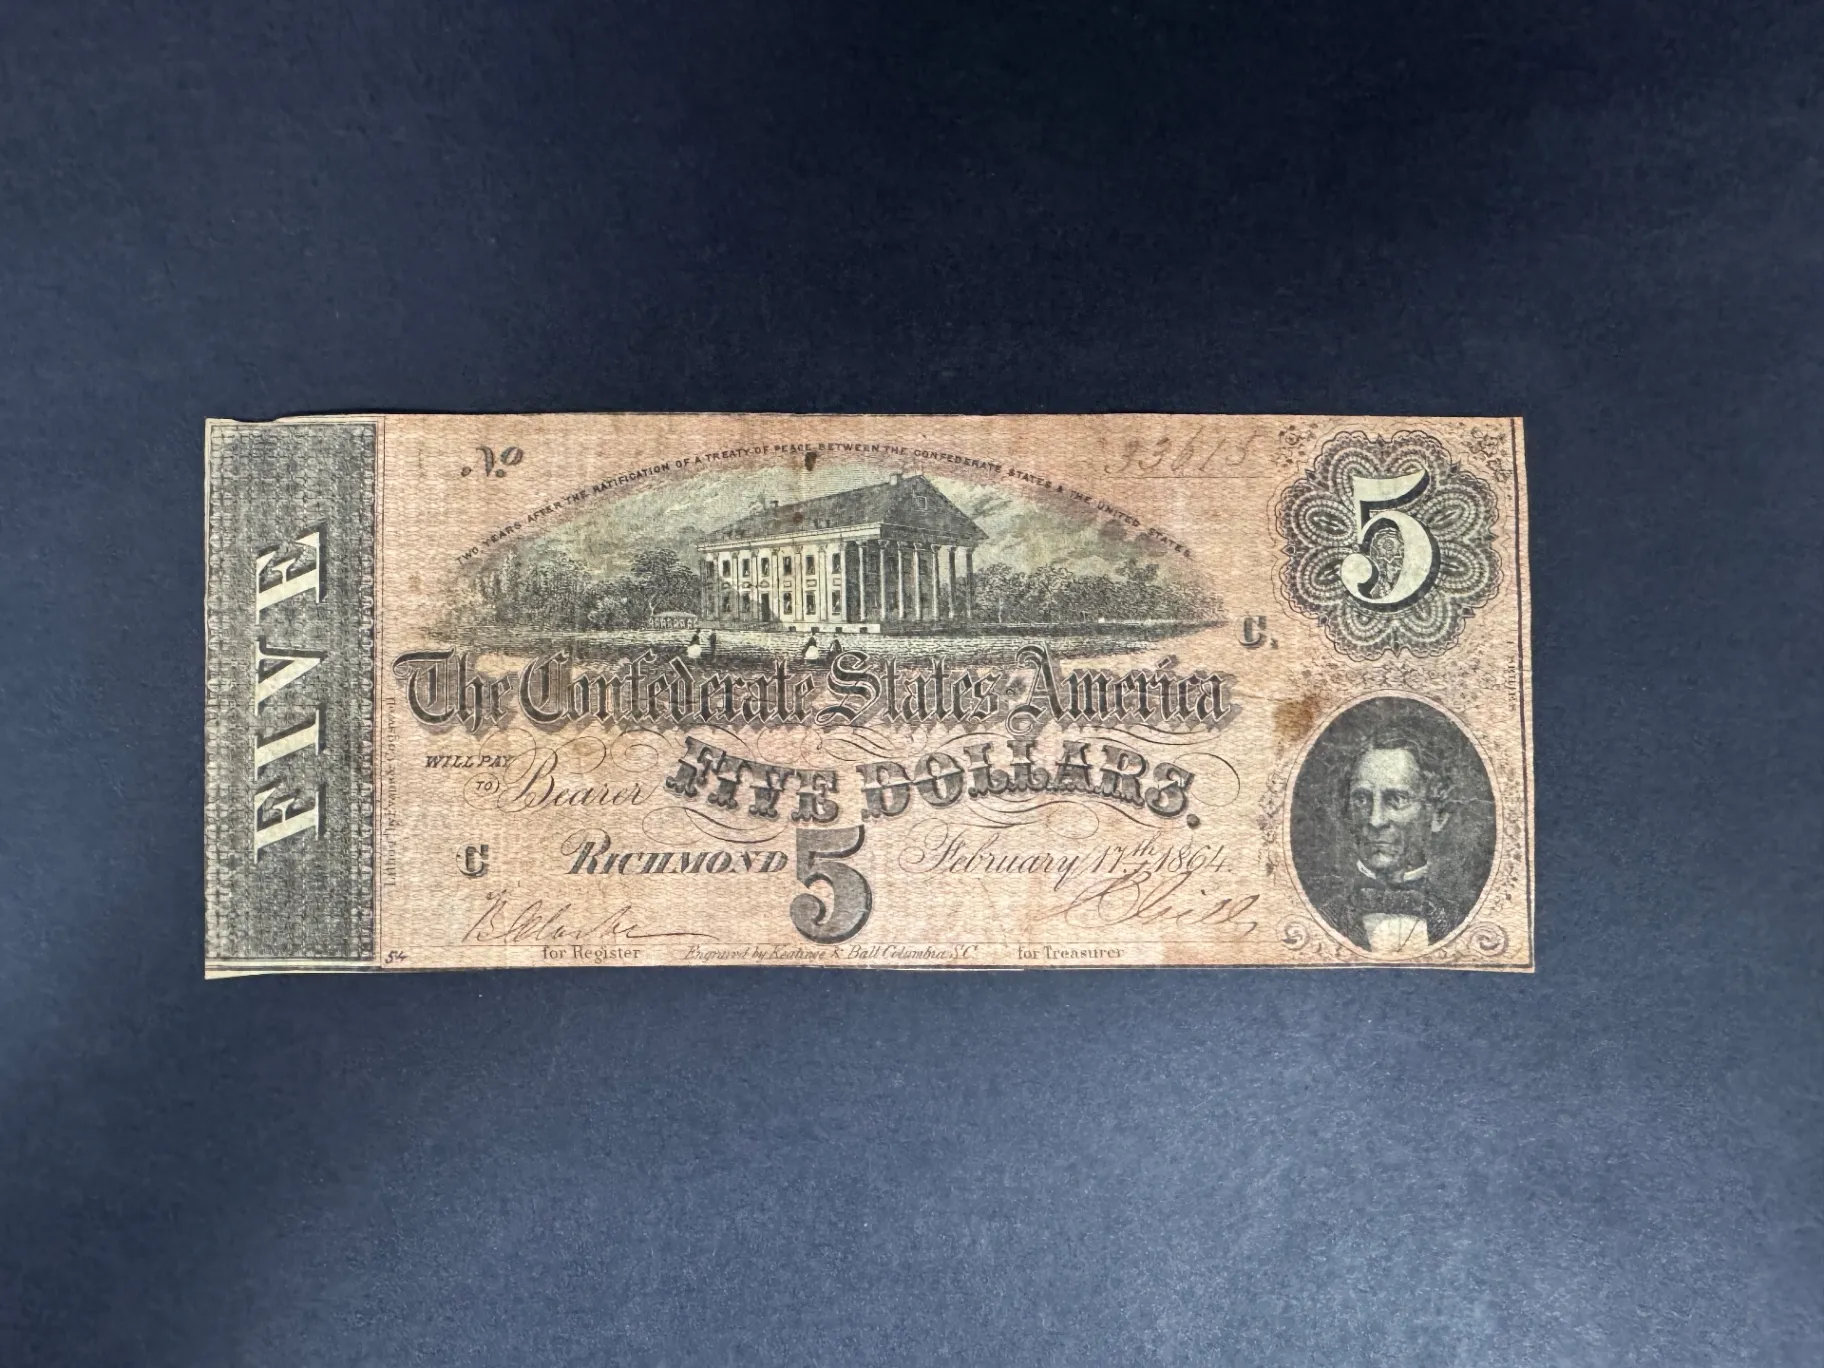 FIVE
No 33615
TWO YEARS AFTER THE RATIFICATION OF A TREATY OF PEACE BETWEEN THE CONFEDERATE STATES & THE UNITED STATES
5
C.
The Confederate States America
WILL PAY
TO Bearer FIVE DOLLARS.
C RICHMOND 5 February 17th, 1864.
54 for Register Engraved by Keatinge & Ball Columbia, S.C. for Treasurer